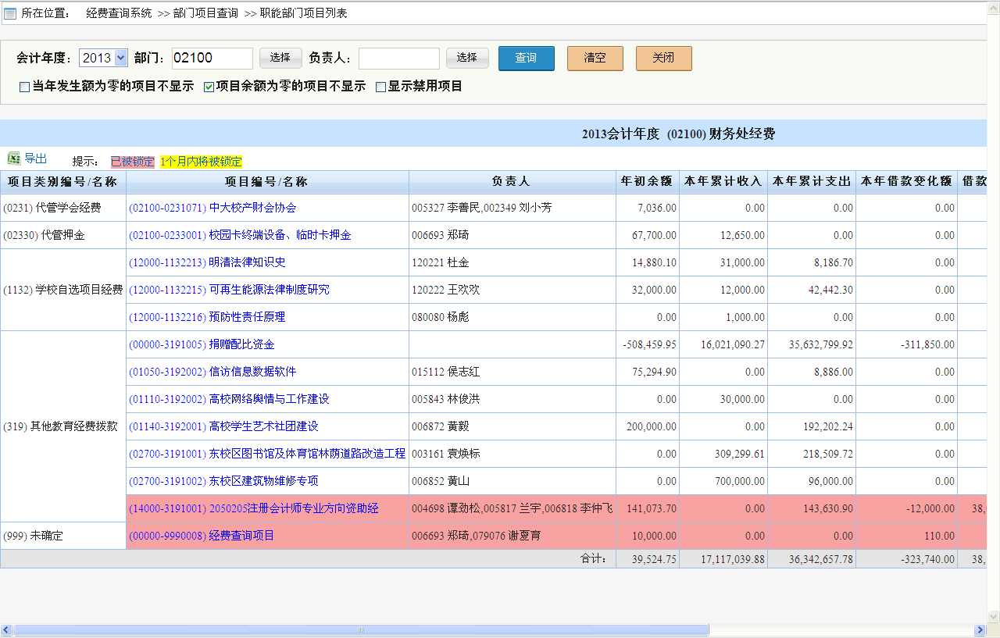 所在位置： 经费查询系统 >> 部门项目查询 >> 职能部门项目列表
会计年度： 2013 部门： 02100 选择 负责人： 选择 查询 清空 关闭
当年发生额为零的项目不显示 项目余额为零的项目不显示 显示禁用项目
2013会计年度 (02100) 财务处经费
导出 提示： 已被锁定 1个月内将被锁定
项目类别编号/名称 项目编号/名称 负责人 年初余额 本年累计收入 本年累计支出 本年借款变化额 借款
(0231) 代管学会经费 (02100-0231071) 中大校产财会协会 005327 李善民,002349 刘小芳 7,036.00 0.00 0.00 0.00
(02330) 代管押金 (02100-0233001) 校园卡终端设备、临时卡押金 006693 郑琦 67,700.00 12,650.00 0.00 0.00
(12000-1132213) 明清法律知识史 120221 杜金 14,880.10 31,000.00 8,186.70 0.00
(1132) 学校自选项目经费 (12000-1132215) 可再生能源法律制度研究 120222 王欢欢 32,000.00 12,000.00 42,442.30 0.00
(12000-1132216) 预防性责任原理 080080 杨彪 0.00 1,000.00 0.00 0.00
(00000-3191005) 捐赠配比资金 -508,459.95 16,021,090.27 35,632,799.92 -311,850.00
(01050-3192002) 信访信息数据软件 015112 侯志红 75,294.90 0.00 8,886.00 0.00
(01110-3192002) 高校网络舆情与工作建设 005843 林俊洪 0.00 30,000.00 0.00 0.00
(319) 其他教育经费拨款 (01140-3192001) 高校学生艺术社团建设 006872 黄毅 200,000.00 0.00 192,202.24 0.00
(02700-3191001) 东校区图书馆及体育馆林荫道路改造工程 003161 袁焕标 0.00 309,299.61 218,509.72 0.00
(02700-3191002) 东校区建筑物维修专项 006852 黄山 0.00 700,000.00 96,000.00 0.00
(14000-3191001) 2050205注册会计师专业方向资助经 004698 谭劲松,005817 兰宇,006818 李仲飞 141,073.70 0.00 143,630.90 -12,000.00 38,
(999) 未确定 (00000-9990008) 经费查询项目 006693 郑琦,079076 谢夏育 10,000.00 0.00 0.00 110.00
合计： 39,524.75 17,117,039.88 36,342,657.78 -323,740.00 38,